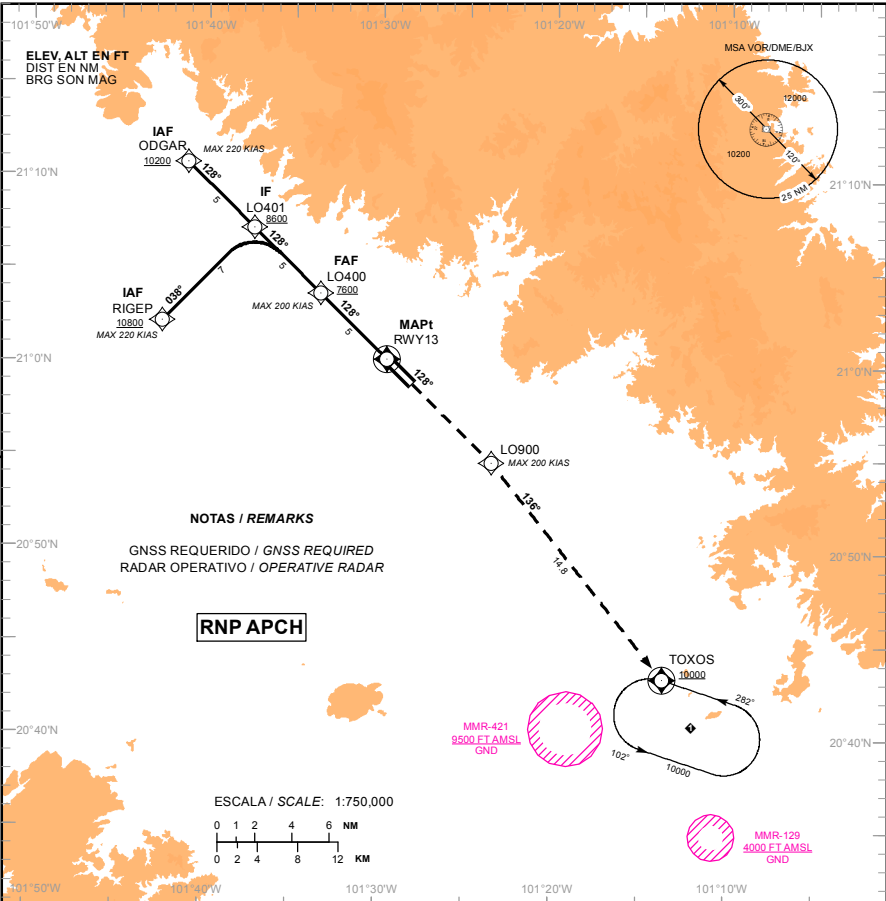 101°50'W
101°40'W
101°30'W
101°20'W
101°10'W
ELEV, ALT EN FT
DIST EN NM
BRG SON MAG
MSA VOR/DME/BJX
300°
12000
10200
120°
25 NM
IAF
ODGAR
10200
MAX 220 KIAS
128°
5
21°10'N
21°10'N
IF
LO401
8600
128°
5
7
038°
IAF
RIGEP
10800
MAX 220 KIAS
FAF
LO400
7600
MAX 200 KIAS
128°
5
MAPt
RWY13
128°
21°0'N
21°0'N
LO900
MAX 200 KIAS
136°
14.8
NOTAS / REMARKS
GNSS REQUERIDO / GNSS REQUIRED
RADAR OPERATIVO / OPERATIVE RADAR
20°50'N
20°50'N
RNP APCH
TOXOS
10000
282°
1
102°
10000
MMR-421
9500 FT AMSL
GND
20°40'N
20°40'N
ESCALA / SCALE: 1:750,000
0 1 2 4 6 NM
0 2 4 8 12 KM
MMR-129
4000 FT AMSL
GND
101°50'W
101°40'W
101°30'W
101°20'W
101°10'W